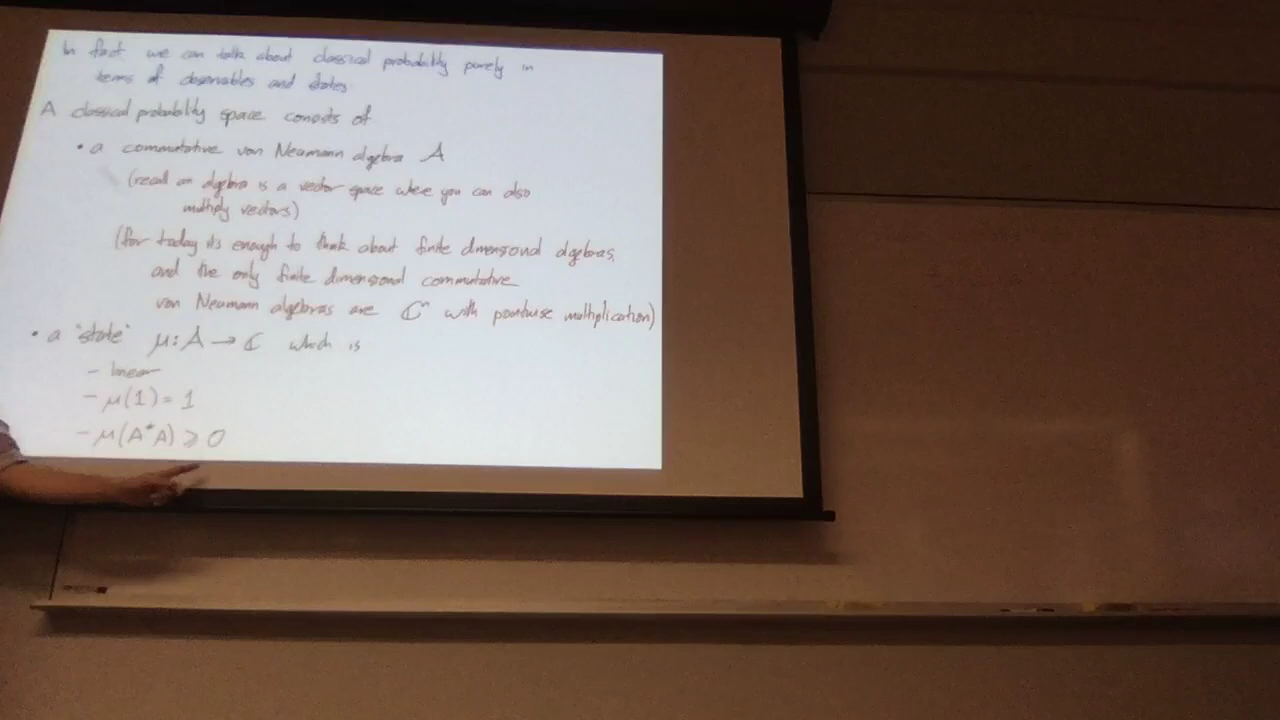 In fact we can talk about classical probability purely in
terms of observables and states
A classical probability space consists of
• a commutative von Neumann algebra A
(recall an algebra is a vector space where you can also
multiply vectors)
(for today its enough to think about finite dimensional algebras,
and the only finite dimensional commutative
von Neumann algebras are ℂⁿ with pointwise multiplication)
• a "state" μ: A → ℂ which is
- linear
- μ(1) = 1
- μ(A*A) ≥ 0